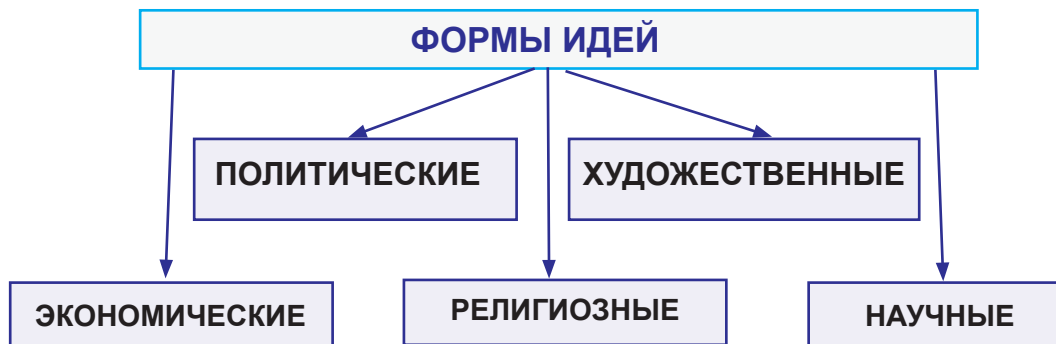 ФОРМЫ ИДЕЙ
ПОЛИТИЧЕСКИЕ
ХУДОЖЕСТВЕННЫЕ
ЭКОНОМИЧЕСКИЕ
РЕЛИГИОЗНЫЕ
НАУЧНЫЕ